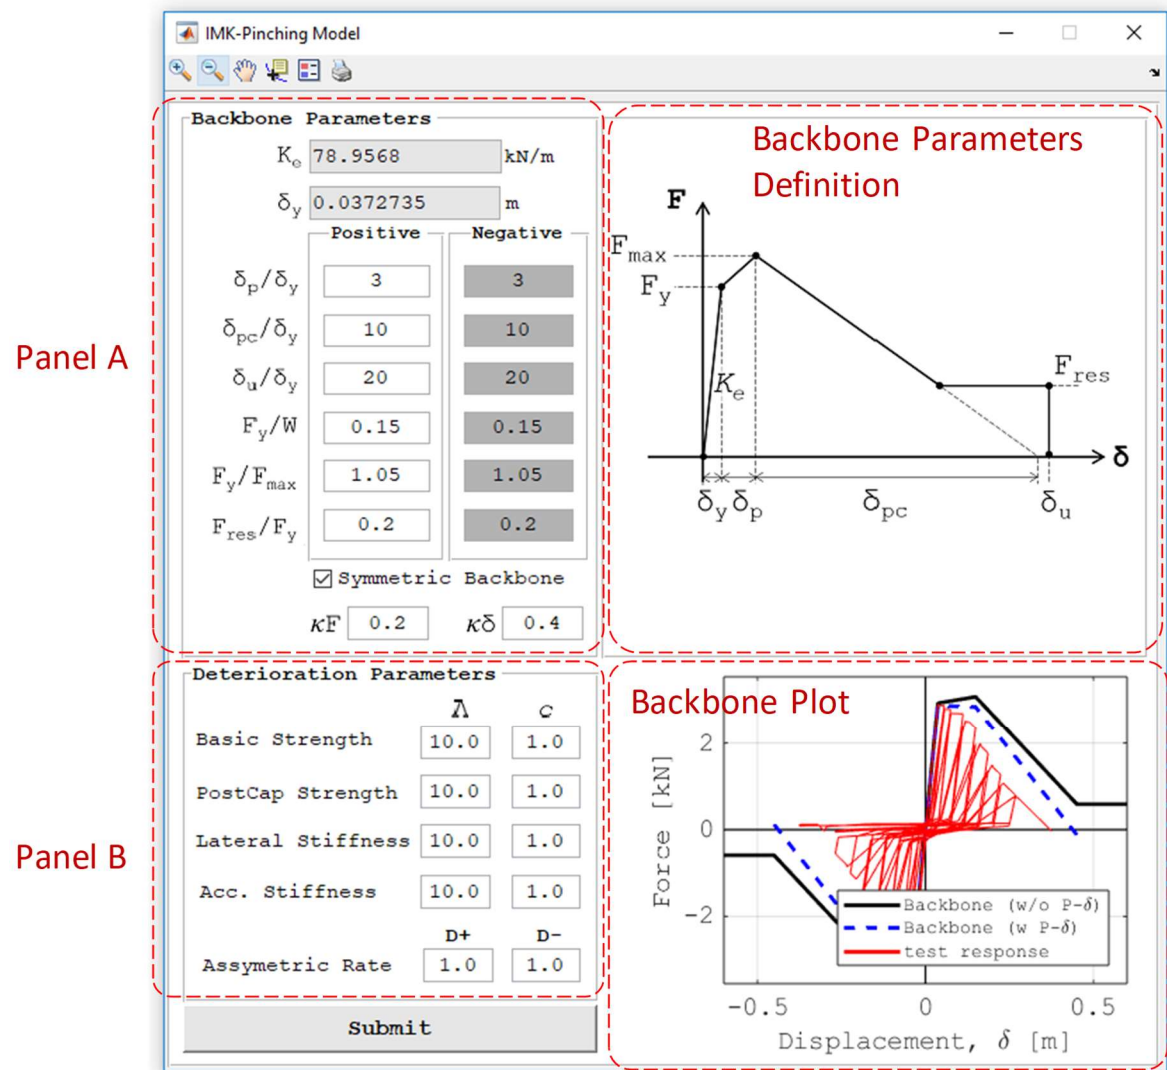 IMK-Pinching Model
Panel A
Backbone Parameters
Kₑ 78.9568 kN/m
δy 0.0372735 m
Positive Negative
δp/δy 3 3
δpc/δy 10 10
δu/δy 20 20
Fy/W 0.15 0.15
Fy/Fmax 1.05 1.05
Fres/Fy 0.2 0.2
Symmetric Backbone
κF 0.2 κδ 0.4
Backbone Parameters
Definition
F
Fmax
Fy
Kₑ
Fres
δ
δy δp δpc δu
Panel B
Deterioration Parameters
Λ c
Basic Strength 10.0 1.0
PostCap Strength 10.0 1.0
Lateral Stiffness 10.0 1.0
Acc. Stiffness 10.0 1.0
D+ D-
Assymetric Rate 1.0 1.0
Submit
Backbone Plot
Force [kN]
2
0
-2
Backbone (w/o P-δ)
Backbone (w P-δ)
test response
-0.5 0 0.5
Displacement, δ [m]